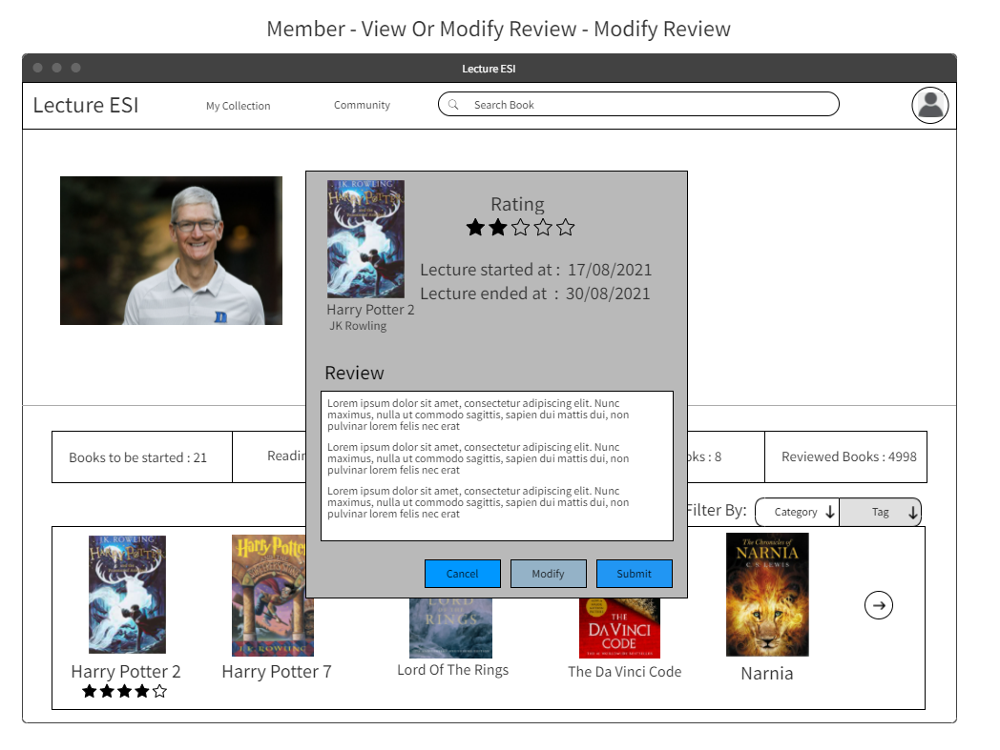 Member - View Or Modify Review - Modify Review
Lecture ESI
Lecture ESI
My Collection
Community
Search Book
JK ROWLING
HARRY POTTER
and the
Rating
Lecture started at : 17/08/2021
Lecture ended at : 30/08/2021
Harry Potter 2
JK Rowling
Review
Lorem ipsum dolor sit amet, consectetur adipiscing elit. Nunc
maximus, nulla ut commodo sagittis, sapien dui mattis dui, non
pulvinar lorem felis nec erat
Lorem ipsum dolor sit amet, consectetur adipiscing elit. Nunc
maximus, nulla ut commodo sagittis, sapien dui mattis dui, non
pulvinar lorem felis nec erat
Lorem ipsum dolor sit amet, consectetur adipiscing elit. Nunc
maximus, nulla ut commodo sagittis, sapien dui mattis dui, non
pulvinar lorem felis nec erat
Cancel
Modify
Submit
Books to be started : 21
Readin
oks : 8
Reviewed Books : 4998
Filter By:
Category
Tag
JK ROWLING
HARRY POTTER
and the
Harry Potter
J.K. ROWLING
LORD
OF THE
RINGS
THE
DA VINCI
CODE
The Chronicles of
NARNIA
C. S. LEWIS
Harry Potter 2
Harry Potter 7
Lord Of The Rings
The Da Vinci Code
Narnia